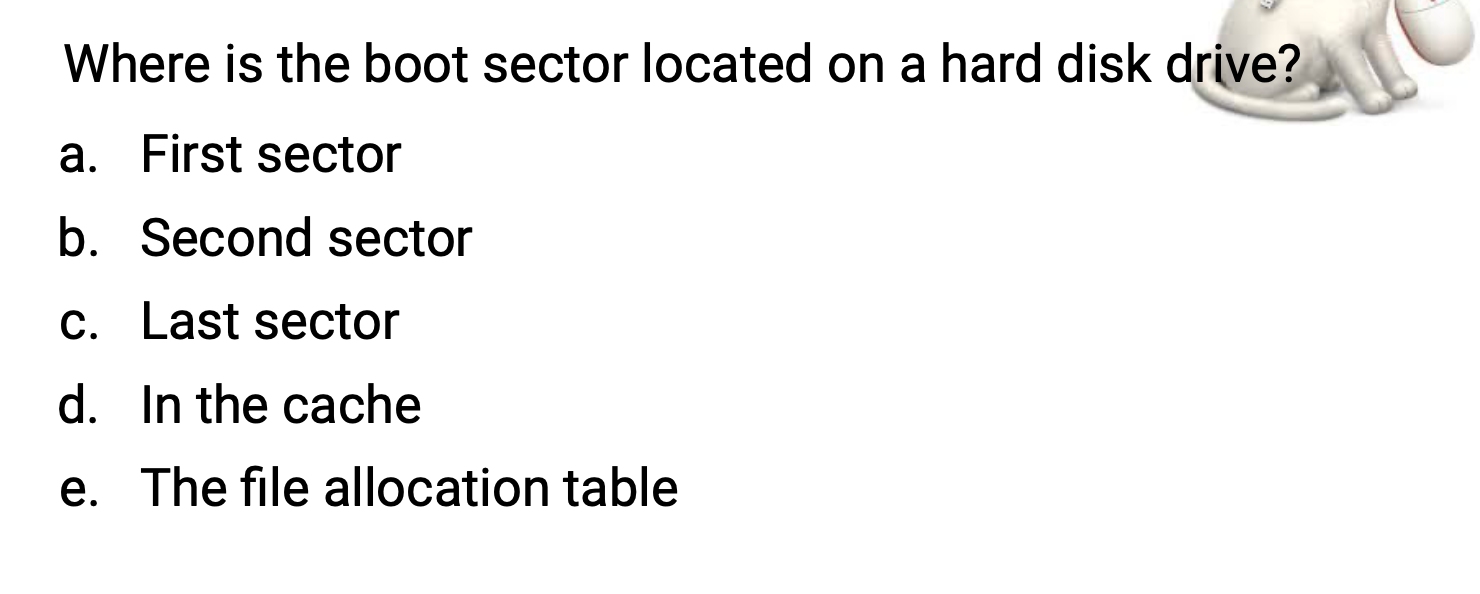 Where is the boot sector located on a hard disk drive?
a. First sector
b. Second sector
c. Last sector
d. In the cache
e. The file allocation table